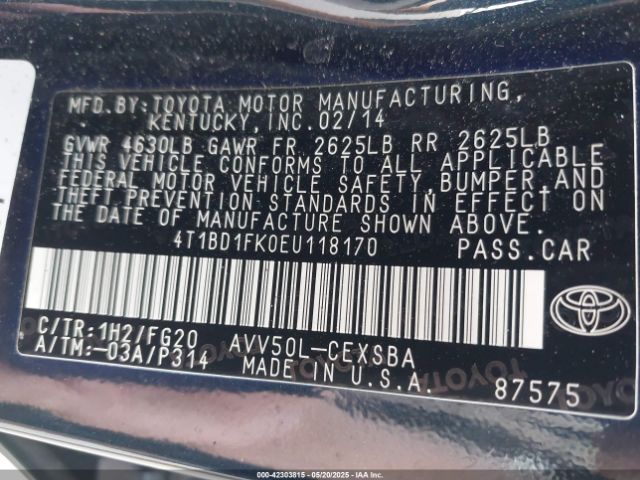 MFD. BY: TOYOTA MOTOR MANUFACTURING,
KENTUCKY, INC. 02/14
GVWR 4630LB GAWR FR 2625LB RR 2625LB
THIS VEHICLE CONFORMS TO ALL APPLICABLE
FEDERAL MOTOR VEHICLE SAFETY, BUMPER, AND
THEFT PREVENTION STANDARDS IN EFFECT ON
THE DATE OF MANUFACTURE SHOWN ABOVE.
4T1BD1FK0EU118170 PASS.CAR
C/TR:1H2/FG20 AVV50L-CEXSBA
A/TM:-03A/P314 MADE IN U.S.A. 87575
TOYOTA
000-42303815 - 05/20/2025 - IAAI.com